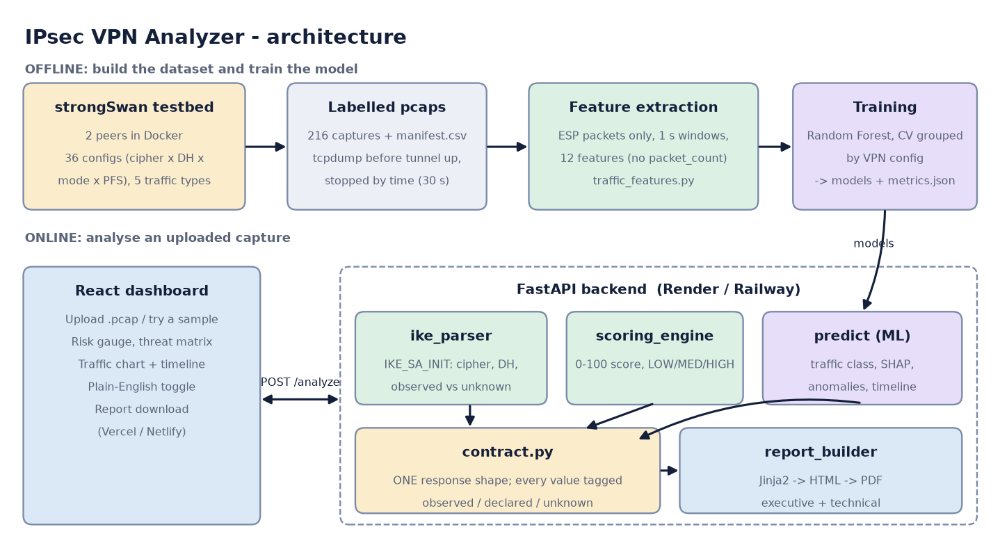 IPsec VPN Analyzer - architecture
OFFLINE: build the dataset and train the model
strongSwan testbed
2 peers in Docker
36 configs (cipher x DH x
mode x PFS), 5 traffic types
Labelled pcaps
216 captures + manifest.csv
tcpdump before tunnel up,
stopped by time (30 s)
Feature extraction
ESP packets only, 1 s windows,
12 features (no packet_count)
traffic_features.py
Training
Random Forest, CV grouped
by VPN config
-> models + metrics.json
models
ONLINE: analyse an uploaded capture
React dashboard
Upload .pcap / try a sample
Risk gauge, threat matrix
Traffic chart + timeline
Plain-English toggle
Report download
(Vercel / Netlify)
POST /analyze
FastAPI backend  (Render / Railway)
ike_parser
IKE_SA_INIT: cipher, DH,
observed vs unknown
scoring_engine
0-100 score, LOW/MED/HIGH
predict (ML)
traffic class, SHAP,
anomalies, timeline
contract.py
ONE response shape; every value tagged
observed / declared / unknown
report_builder
Jinja2 -> HTML -> PDF
executive + technical